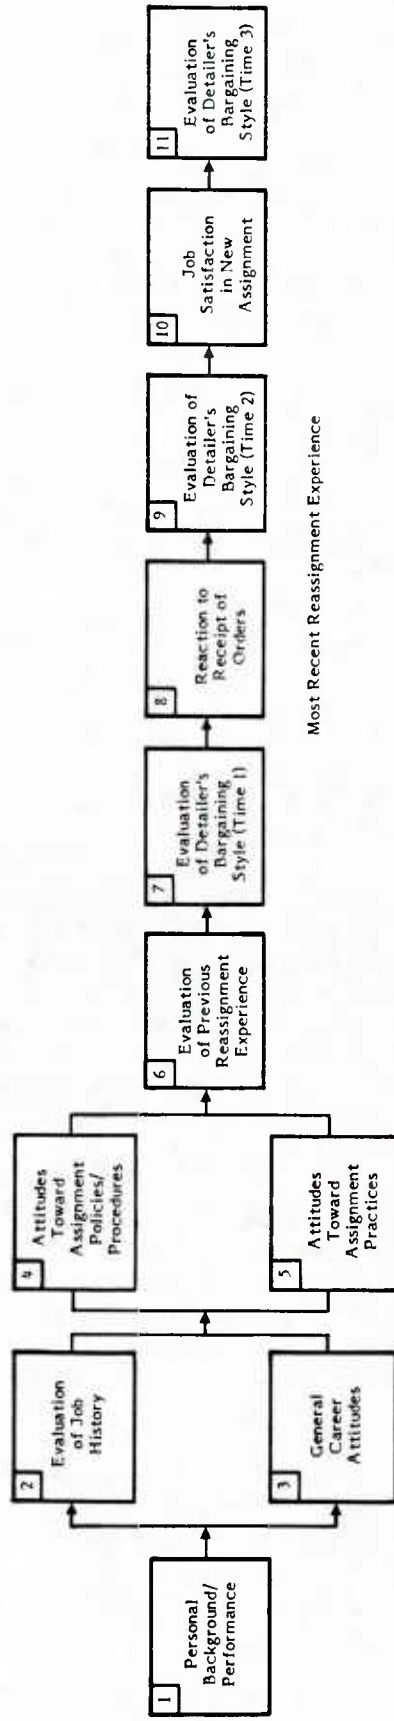 1
Personal
Background/
Performance
2
Evaluation
of Job
History
3
General
Career
Attitudes
4
Attitudes
Toward
Assignment
Policies/
Procedures
5
Attitudes
Toward
Assignment
Practices
6
Evaluation
of Previous
Reassignment
Experience
7
Evaluation
of Detailer's
Bargaining
Style (Time 1)
8
Reaction to
Receipt of
Orders
9
Evaluation of
Detailer's
Bargaining
Style (Time 2)
10
Job
Satisfaction
in New
Assignment
11
Evaluation
of Detailer's
Bargaining
Style (Time 3)
Most Recent Reassignment Experience